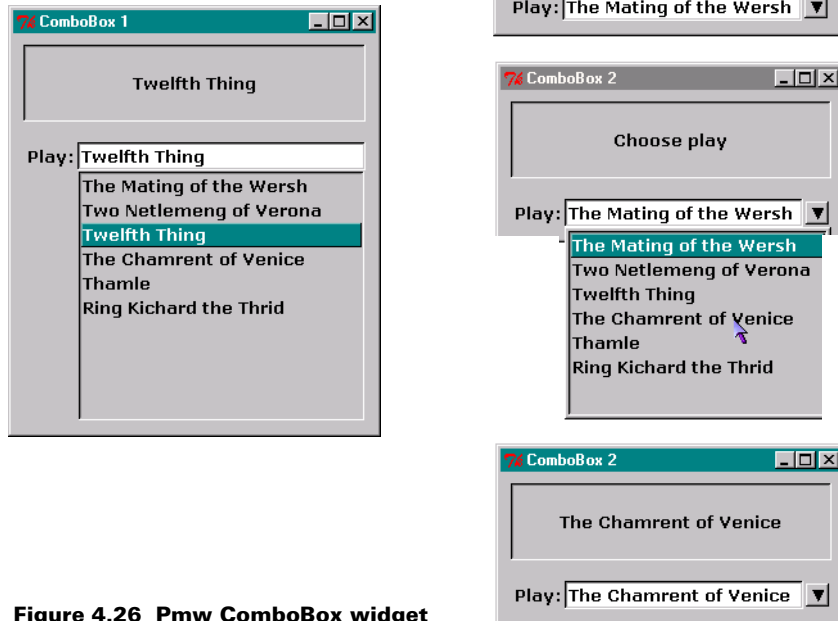 ComboBox 1
Twelfth Thing
Play: Twelfth Thing
The Mating of the Wersh
Two Netlemeng of Verona
Twelfth Thing
The Chamrent of Venice
Thamle
Ring Kichard the Thrid
Play: The Mating of the Wersh
ComboBox 2
Choose play
Play: The Mating of the Wersh
The Mating of the Wersh
Two Netlemeng of Verona
Twelfth Thing
The Chamrent of Venice
Thamle
Ring Kichard the Thrid
ComboBox 2
The Chamrent of Venice
Play: The Chamrent of Venice
Figure 4.26 Pmw ComboBox widget